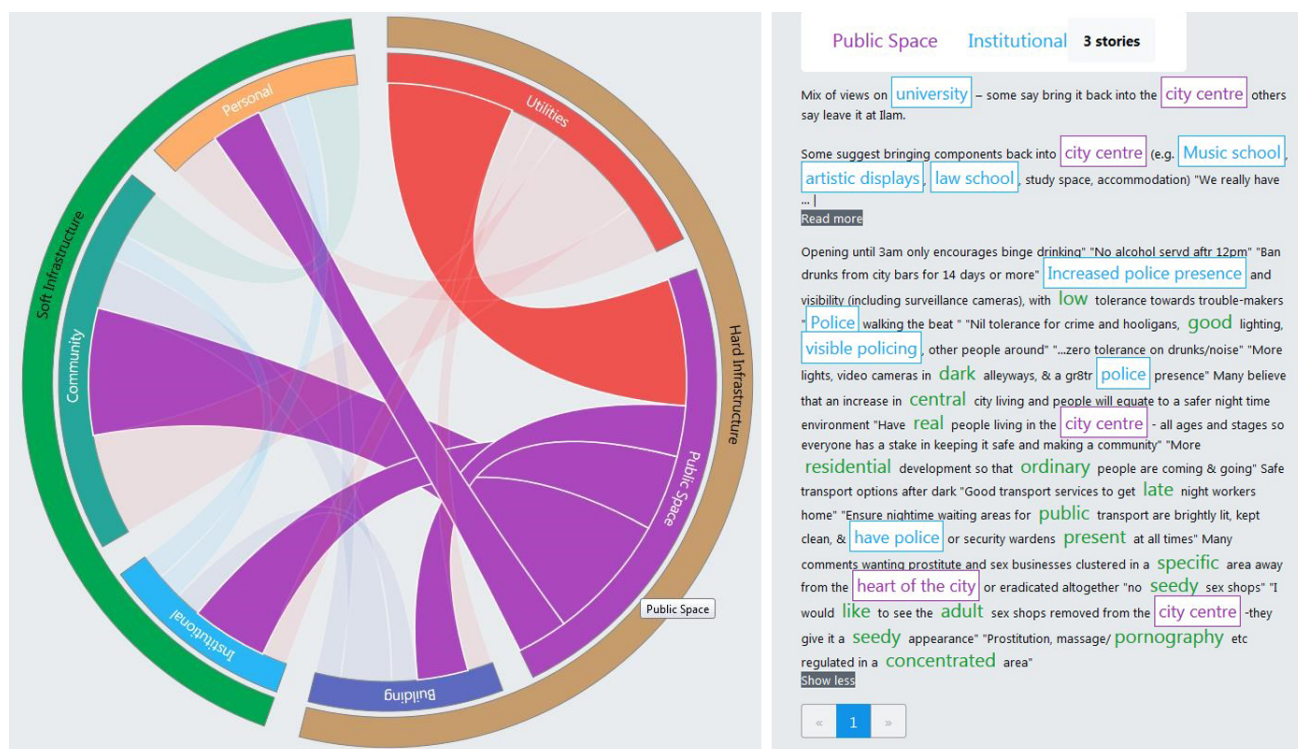 Personal
Utilities
Soft Infrastructure
Community
Hard Infrastructure
Public Space
Institutional
Building
Public Space
Public Space Institutional 3 stories
Mix of views on university – some say bring it back into the city centre others
say leave it at Ilam.
Some suggest bringing components back into city centre (e.g. Music school,
artistic displays, law school, study space, accommodation) "We really have
... |
Read more
Opening until 3am only encourages binge drinking" "No alcohol servd aftr 12pm" "Ban
drunks from city bars for 14 days or more" Increased police presence and
visibility (including surveillance cameras), with low tolerance towards trouble-makers
" Police walking the beat " "Nil tolerance for crime and hooligans, good lighting,
visible policing, other people around" "...zero tolerance on drunks/noise" "More
lights, video cameras in dark alleyways, & a gr8tr police presence" Many believe
that an increase in central city living and people will equate to a safer night time
environment "Have real people living in the city centre - all ages and stages so
everyone has a stake in keeping it safe and making a community" "More
residential development so that ordinary people are coming & going" Safe
transport options after dark "Good transport services to get late night workers
home" "Ensure nightime waiting areas for public transport are brightly lit, kept
clean, & have police or security wardens present at all times" Many
comments wanting prostitute and sex businesses clustered in a specific area away
from the heart of the city or eradicated altogether "no seedy sex shops" "I
would like to see the adult sex shops removed from the city centre -they
give it a seedy appearance" "Prostitution, massage/ pornography etc
regulated in a concentrated area"
Show less
« 1 »